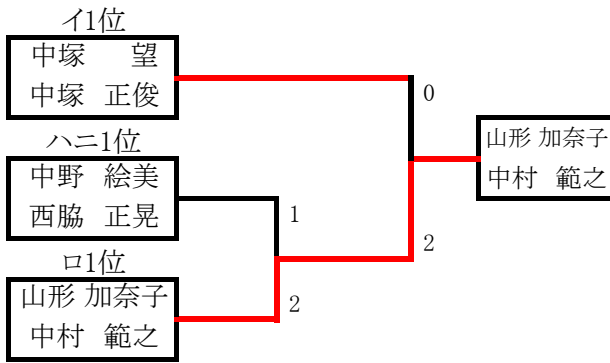 イ1位
中塚 望
中塚 正俊
0
山形 加奈子
中村 範之
ハニ1位
中野 絵美
西脇 正晃
1
2
ロ1位
山形 加奈子
中村 範之
2